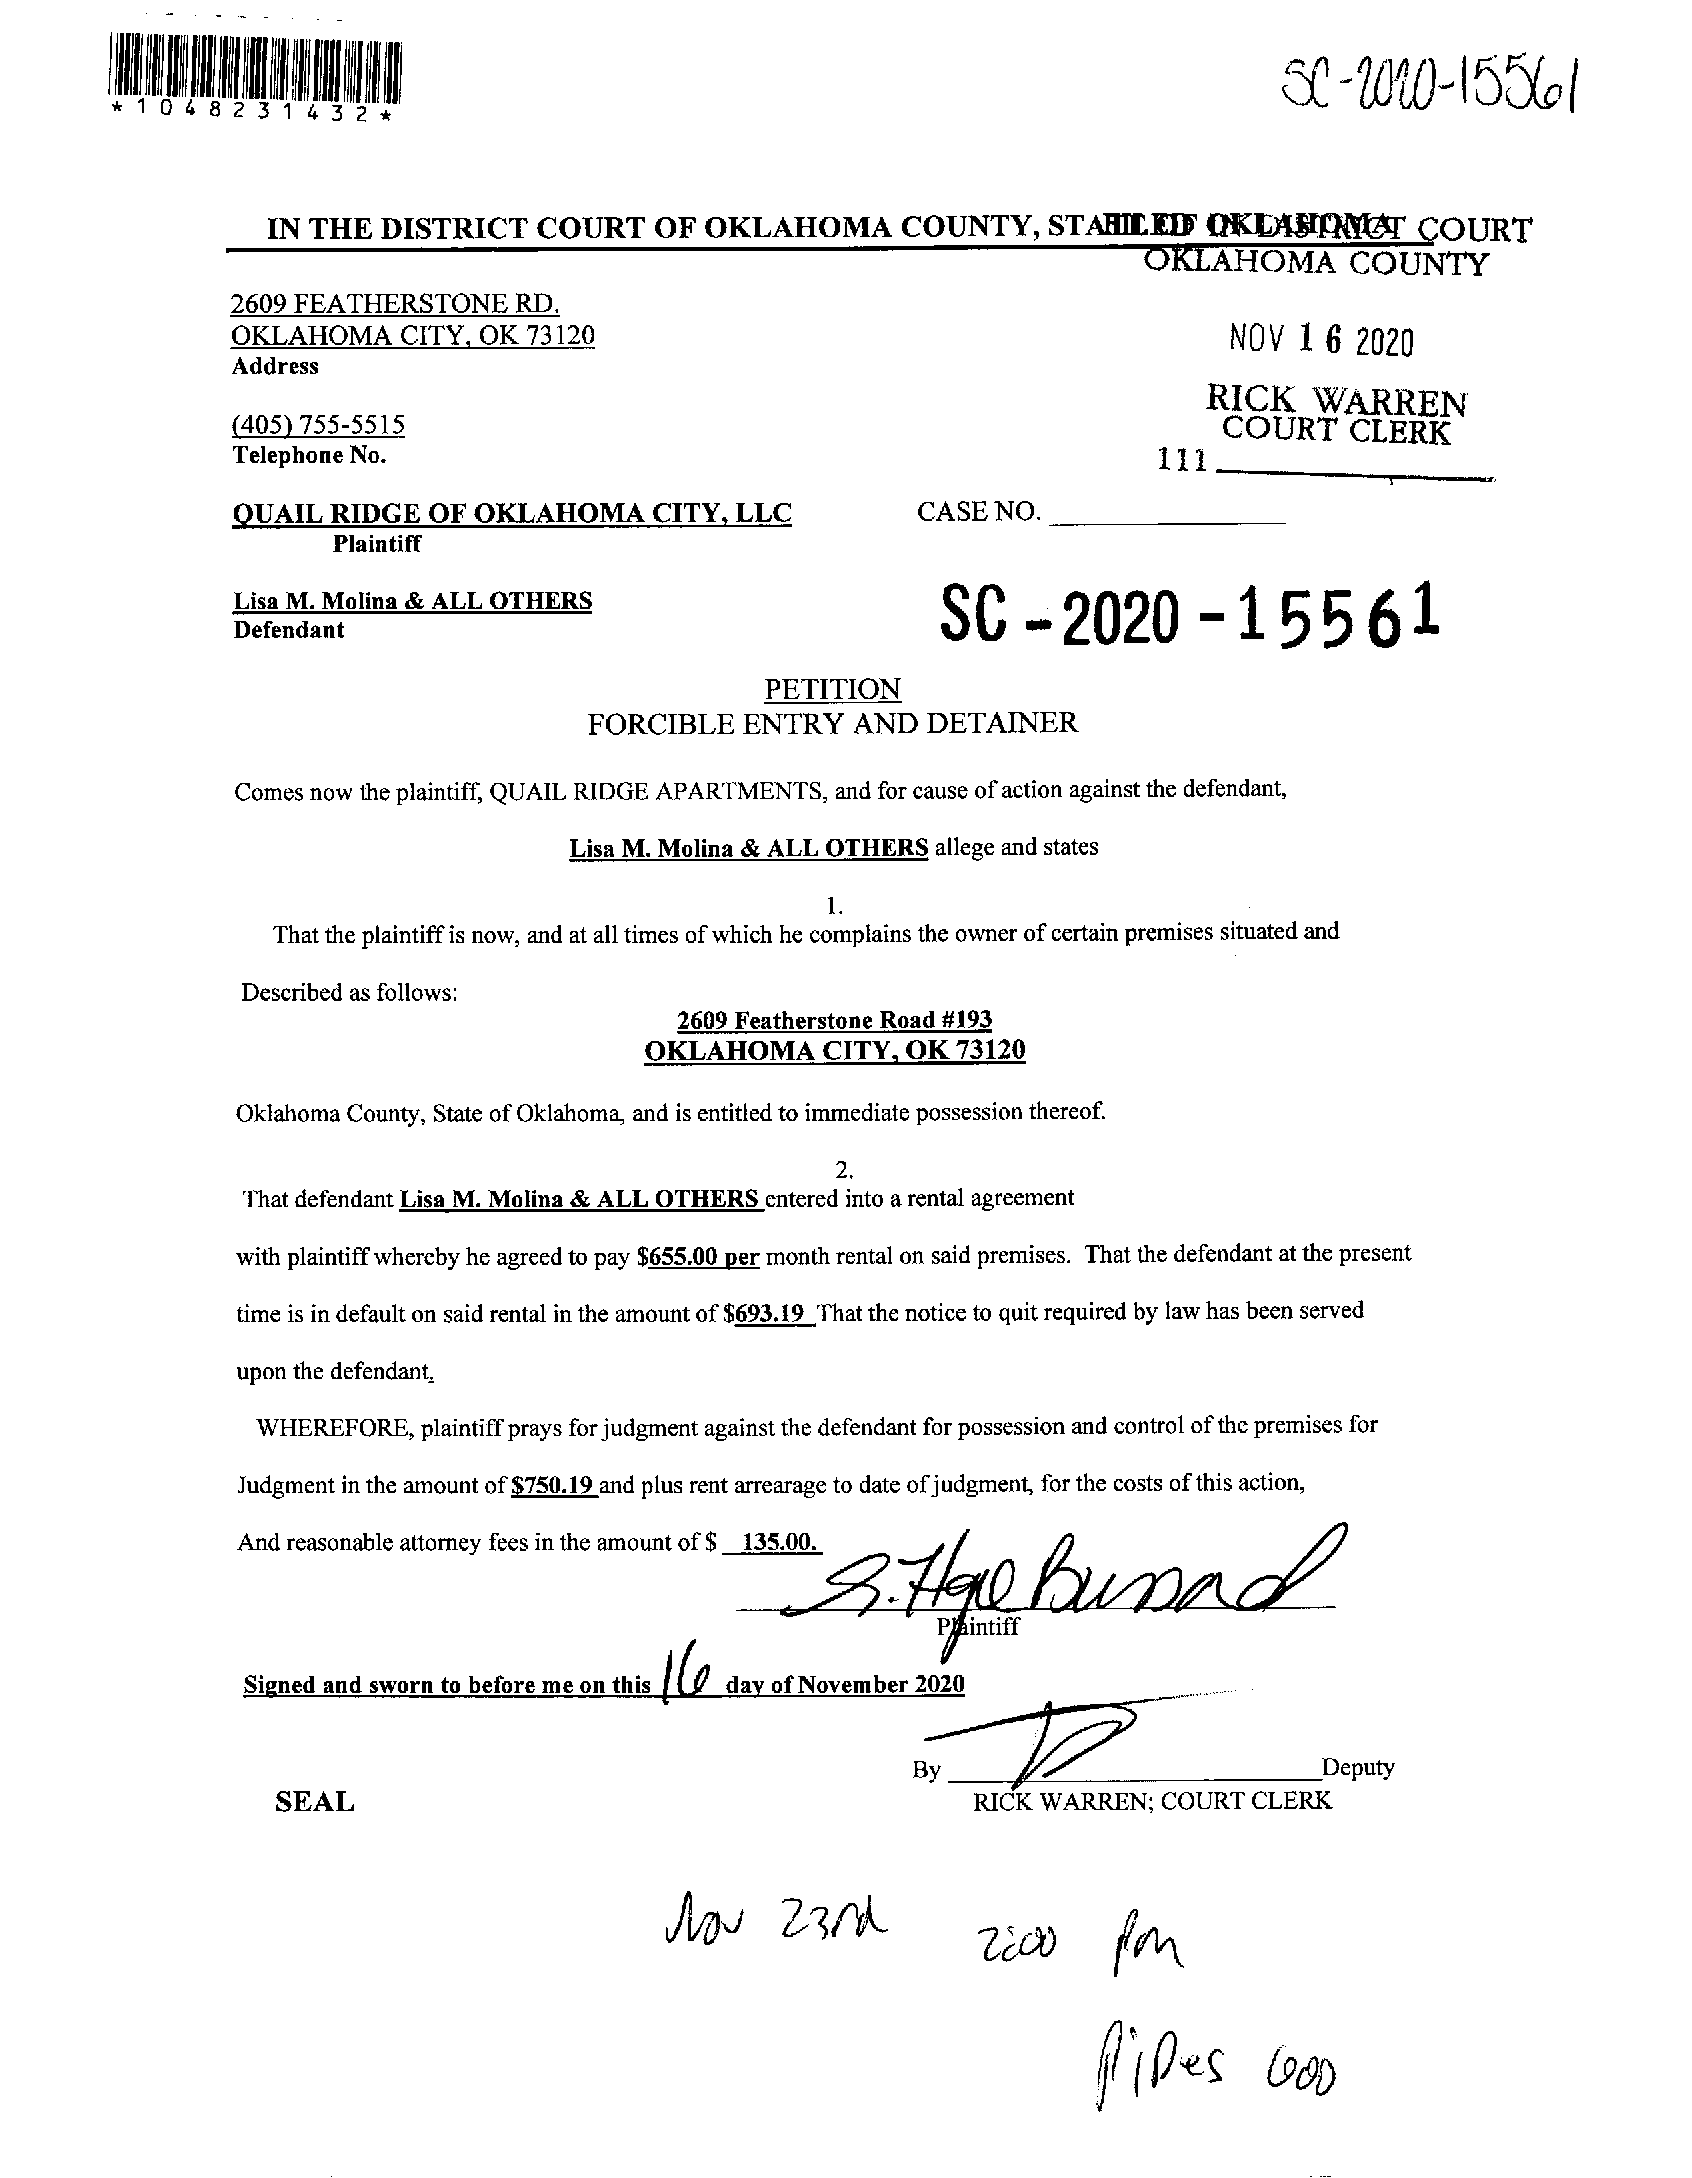 *1048231432*
SC-2020-15561
IN THE DISTRICT COURT OF OKLAHOMA COUNTY, STATE OF OKLAHOMA
FILED IN DISTRICT COURT
OKLAHOMA COUNTY
2609 FEATHERSTONE RD.
OKLAHOMA CITY, OK 73120
Address
NOV 16 2020
RICK WARREN
COURT CLERK
(405) 755-5515
Telephone No.
111
QUAIL RIDGE OF OKLAHOMA CITY, LLC
CASE NO.
Plaintiff
Lisa M. Molina & ALL OTHERS
Defendant
SC - 2020 - 15561
PETITION
FORCIBLE ENTRY AND DETAINER
Comes now the plaintiff, QUAIL RIDGE APARTMENTS, and for cause of action against the defendant,
Lisa M. Molina & ALL OTHERS allege and states
1.
That the plaintiff is now, and at all times of which he complains the owner of certain premises situated and
Described as follows:
2609 Featherstone Road #193
OKLAHOMA CITY, OK 73120
Oklahoma County, State of Oklahoma, and is entitled to immediate possession thereof.
2.
That defendant Lisa M. Molina & ALL OTHERS entered into a rental agreement
with plaintiff whereby he agreed to pay $655.00 per month rental on said premises. That the defendant at the present
time is in default on said rental in the amount of $693.19 That the notice to quit required by law has been served
upon the defendant.
WHEREFORE, plaintiff prays for judgment against the defendant for possession and control of the premises for
Judgment in the amount of $750.19 and plus rent arrearage to date of judgment, for the costs of this action,
And reasonable attorney fees in the amount of $ 135.00.
Plaintiff
Signed and sworn to before me on this 16 day of November 2020
By Deputy
SEAL
RICK WARREN; COURT CLERK
Nov 23rd 2:00 pm
Pipes 600